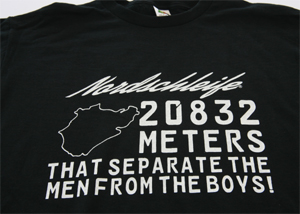 Nordschleife
20832
METERS
THAT SEPARATE THE
MEN FROM THE BOYS!